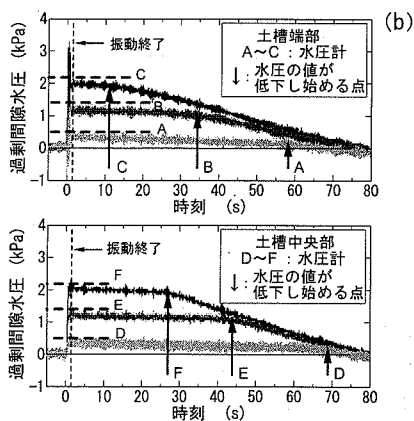 (b)
過剰間隙水圧 (kPa)
4
3
2
1
0
-1
振動終了
土槽端部
A～C：水圧計
↓：水圧の値が
低下し始める点
C
B
A
C
B
A
0 10 20 30 40 50 60 70 80
時刻 (s)
過剰間隙水圧 (kPa)
4
3
2
1
0
-1
振動終了
土槽中央部
D～F：水圧計
↓：水圧の値が
低下し始める点
F
E
D
F
E
D
0 10 20 30 40 50 60 70 80
時刻 (s)